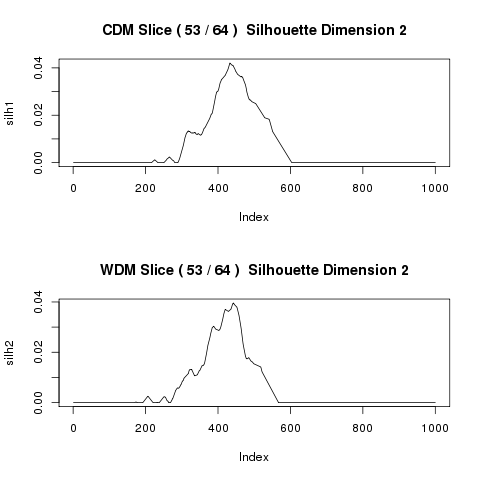 CDM Slice ( 53 / 64 )  Silhouette Dimension 2
silh1
0.04
0.02
0.00
0 200 400 600 800 1000
Index
WDM Slice ( 53 / 64 )  Silhouette Dimension 2
silh2
0.04
0.02
0.00
0 200 400 600 800 1000
Index